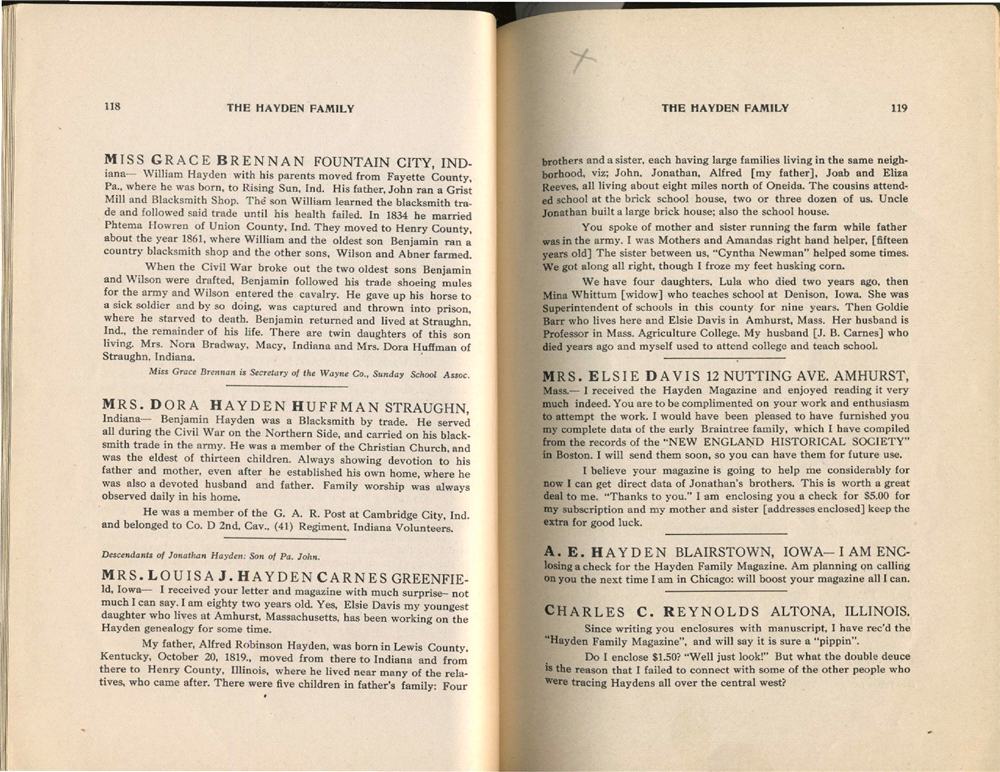 118
THE HAYDEN FAMILY
MISS GRACE BRENNAN FOUNTAIN CITY, IND-
iana— William Hayden with his parents moved from Fayette County,
Pa., where he was born, to Rising Sun, Ind. His father, John ran a Grist
Mill and Blacksmith Shop. The son William learned the blacksmith tra-
de and followed said trade until his health failed. In 1834 he married
Phtema Howren of Union County, Ind. They moved to Henry County,
about the year 1861, where William and the oldest son Benjamin ran a
country blacksmith shop and the other sons, Wilson and Abner farmed.
When the Civil War broke out the two oldest sons Benjamin
and Wilson were drafted, Benjamin followed his trade shoeing mules
for the army and Wilson entered the cavalry. He gave up his horse to
a sick soldier and by so doing, was captured and thrown into prison,
where he starved to death. Benjamin returned and lived at Straughn,
Ind., the remainder of his life. There are twin daughters of this son
living. Mrs. Nora Bradway, Macy, Indiana and Mrs. Dora Huffman of
Straughn, Indiana.
Miss Grace Brennan is Secretary of the Wayne Co., Sunday School Assoc.
MRS. DORA HAYDEN HUFFMAN STRAUGHN,
Indiana— Benjamin Hayden was a Blacksmith by trade. He served
all during the Civil War on the Northern Side, and carried on his black-
smith trade in the army. He was a member of the Christian Church, and
was the eldest of thirteen children. Always showing devotion to his
father and mother, even after he established his own home, where he
was also a devoted husband and father. Family worship was always
observed daily in his home.
He was a member of the G. A. R. Post at Cambridge City, Ind.
and belonged to Co. D 2nd, Cav., (41) Regiment, Indiana Volunteers.
Descendants of Jonathan Hayden: Son of Pa. John.
MRS. LOUISA J. HAYDEN CARNES GREENFIE-
ld, Iowa— I received your letter and magazine with much surprise- not
much I can say. I am eighty two years old. Yes, Elsie Davis my youngest
daughter who lives at Amhurst, Massachusetts, has been working on the
Hayden genealogy for some time.
My father, Alfred Robinson Hayden, was born in Lewis County,
Kentucky, October 20, 1819., moved from there to Indiana and from
there to Henry County, Illinois, where he lived near many of the rela-
tives, who came after. There were five children in father's family: Four
THE HAYDEN FAMILY
119
brothers and a sister, each having large families living in the same neigh-
borhood, viz; John, Jonathan, Alfred [my father], Joab and Eliza
Reeves, all living about eight miles north of Oneida. The cousins attend-
ed school at the brick school house, two or three dozen of us. Uncle
Jonathan built a large brick house; also the school house.
You spoke of mother and sister running the farm while father
was in the army. I was Mothers and Amandas right hand helper, [fifteen
years old] The sister between us, "Cyntha Newman" helped some times.
We got along all right, though I froze my feet husking corn.
We have four daughters, Lula who died two years ago, then
Mina Whittum [widow] who teaches school at Denison, Iowa. She was
Superintendent of schools in this county for nine years. Then Goldie
Barr who lives here and Elsie Davis in Amhurst, Mass. Her husband is
Professor in Mass. Agriculture College. My husband [J. B. Carnes] who
died years ago and myself used to attend college and teach school.
MRS. ELSIE DAVIS 12 NUTTING AVE. AMHURST,
Mass.— I received the Hayden Magazine and enjoyed reading it very
much indeed. You are to be complimented on your work and enthusiasm
to attempt the work. I would have been pleased to have furnished you
my complete data of the early Braintree family, which I have compiled
from the records of the "NEW ENGLAND HISTORICAL SOCIETY"
in Boston. I will send them soon, so you can have them for future use.
I believe your magazine is going to help me considerably for
now I can get direct data of Jonathan's brothers. This is worth a great
deal to me. "Thanks to you." I am enclosing you a check for $5.00 for
my subscription and my mother and sister [addresses enclosed] keep the
extra for good luck.
A. E. HAYDEN BLAIRSTOWN, IOWA— I AM ENC-
losing a check for the Hayden Family Magazine. Am planning on calling
on you the next time I am in Chicago: will boost your magazine all I can.
CHARLES C. REYNOLDS ALTONA, ILLINOIS.
Since writing you enclosures with manuscript, I have rec'd the
"Hayden Family Magazine", and will say it is sure a "pippin".
Do I enclose $1.50? "Well just look!" But what the double deuce
is the reason that I failed to connect with some of the other people who
were tracing Haydens all over the central west?